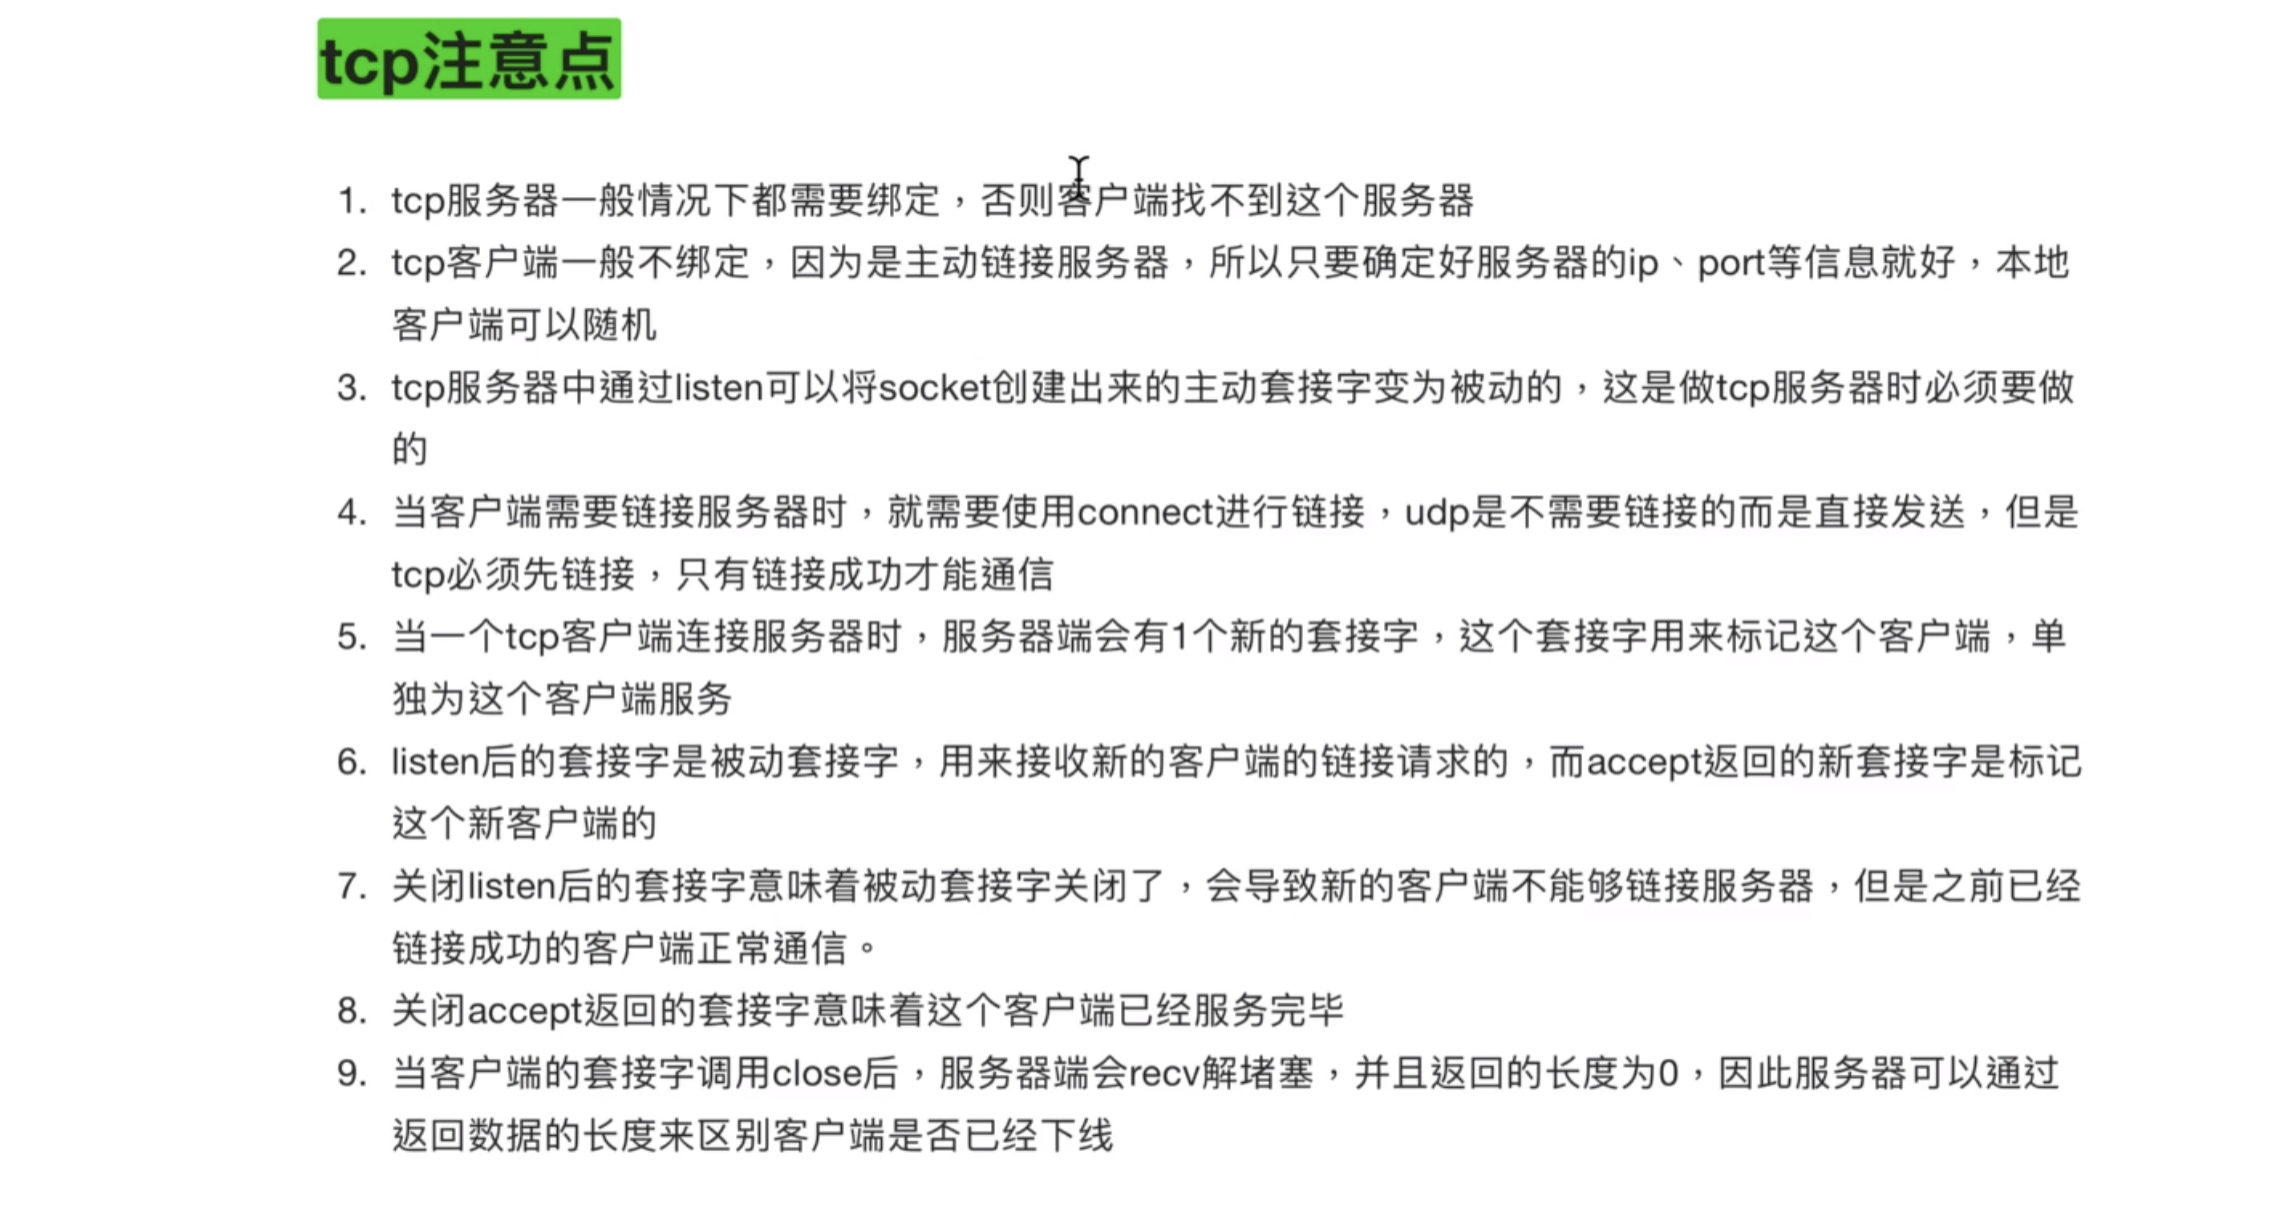 tcp注意点
1. tcp服务器一般情况下都需要绑定，否则客户端找不到这个服务器
2. tcp客户端一般不绑定，因为是主动链接服务器，所以只要确定好服务器的ip、port等信息就好，本地
客户端可以随机
3. tcp服务器中通过listen可以将socket创建出来的主动套接字变为被动的，这是做tcp服务器时必须要做
的
4. 当客户端需要链接服务器时，就需要使用connect进行链接，udp是不需要链接的而是直接发送，但是
tcp必须先链接，只有链接成功才能通信
5. 当一个tcp客户端连接服务器时，服务器端会有1个新的套接字，这个套接字用来标记这个客户端，单
独为这个客户端服务
6. listen后的套接字是被动套接字，用来接收新的客户端的链接请求的，而accept返回的新套接字是标记
这个新客户端的
7. 关闭listen后的套接字意味着被动套接字关闭了，会导致新的客户端不能够链接服务器，但是之前已经
链接成功的客户端正常通信。
8. 关闭accept返回的套接字意味着这个客户端已经服务完毕
9. 当客户端的套接字调用close后，服务器端会recv解堵塞，并且返回的长度为0，因此服务器可以通过
返回数据的长度来区别客户端是否已经下线